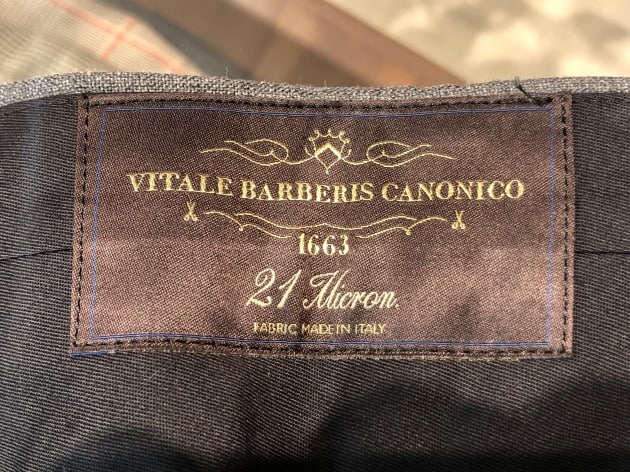 VITALE BARBERIS CANONICO
1663
21 Micron.
FABRIC MADE IN ITALY